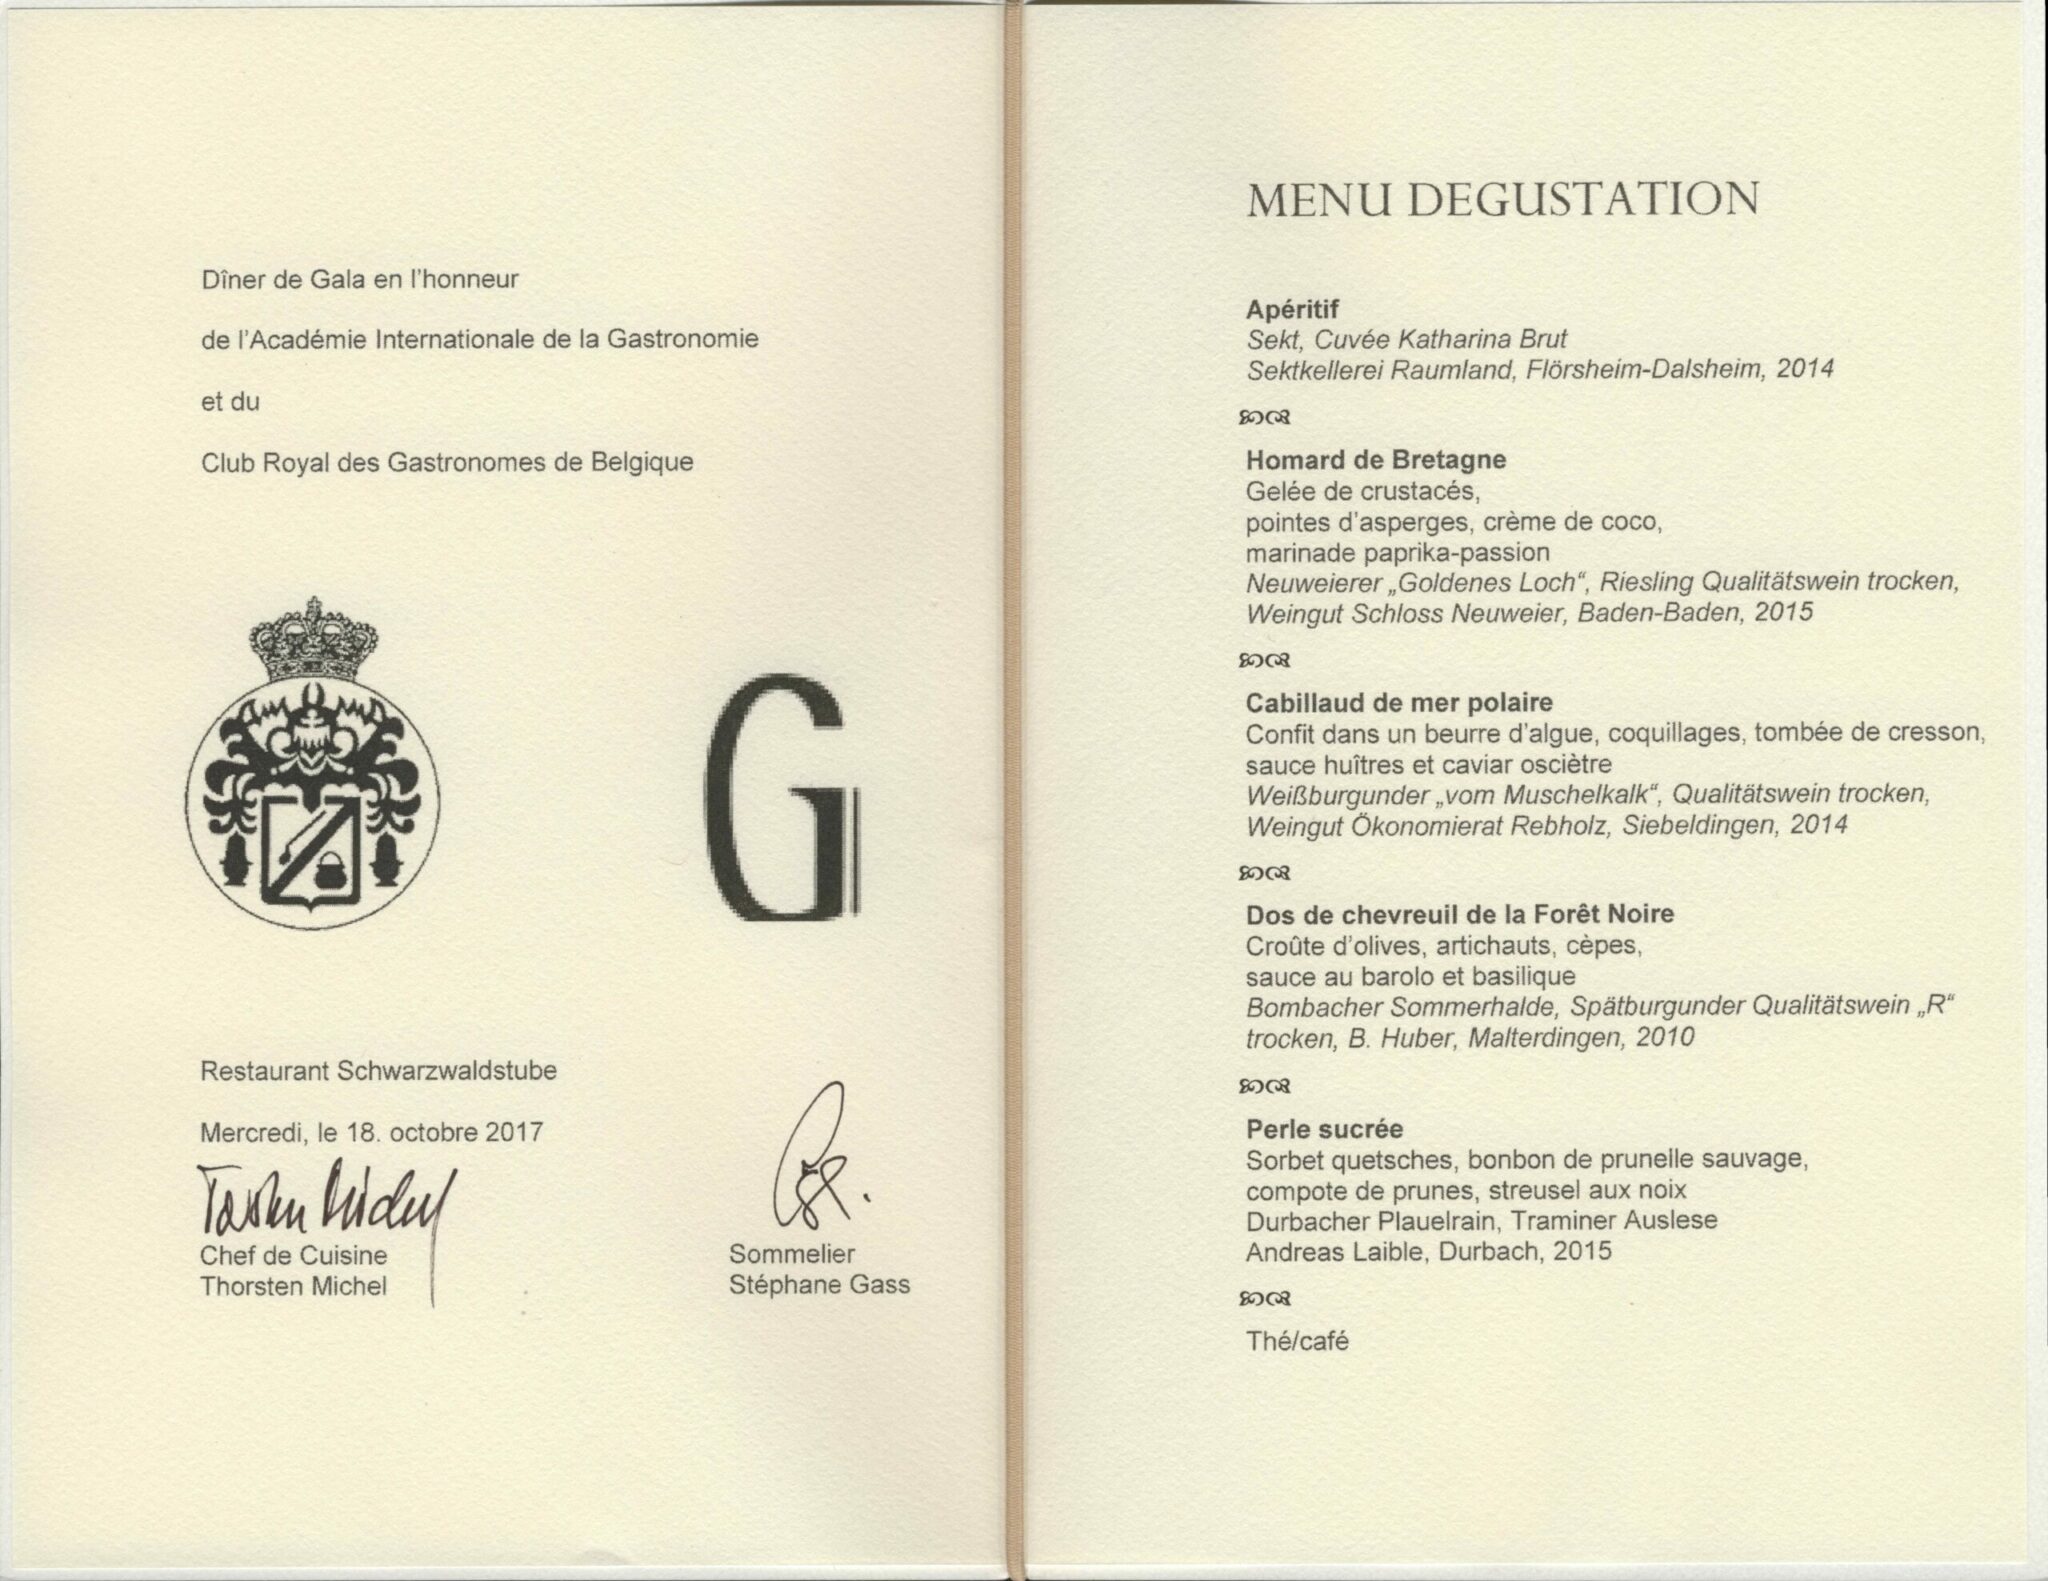 Dîner de Gala en l'honneur
de l'Académie Internationale de la Gastronomie
et du
Club Royal des Gastronomes de Belgique
G
Restaurant Schwarzwaldstube
Mercredi, le 18. octobre 2017
Torsten Michel
Chef de Cuisine
Thorsten Michel
Sommelier
Stéphane Gass
MENU DEGUSTATION
Apéritif
Sekt, Cuvée Katharina Brut
Sektkellerei Raumland, Flörsheim-Dalsheim, 2014
Homard de Bretagne
Gelée de crustacés,
pointes d'asperges, crème de coco,
marinade paprika-passion
Neuweierer „Goldenes Loch“, Riesling Qualitätswein trocken,
Weingut Schloss Neuweier, Baden-Baden, 2015
Cabillaud de mer polaire
Confit dans un beurre d'algue, coquillages, tombée de cresson,
sauce huîtres et caviar oscietre
Weißburgunder „vom Muschelkalk“, Qualitätswein trocken,
Weingut Ökonomierat Rebholz, Siebeldingen, 2014
Dos de chevreuil de la Forêt Noire
Croûte d'olives, artichauts, cèpes,
sauce au barolo et basilique
Bombacher Sommerhalde, Spätburgunder Qualitätswein „R“
trocken, B. Huber, Malterdingen, 2010
Perle sucrée
Sorbet quetsches, bonbon de prunelle sauvage,
compote de prunes, streusel aux noix
Durbacher Plauelrain, Traminer Auslese
Andreas Laible, Durbach, 2015
Thé/café